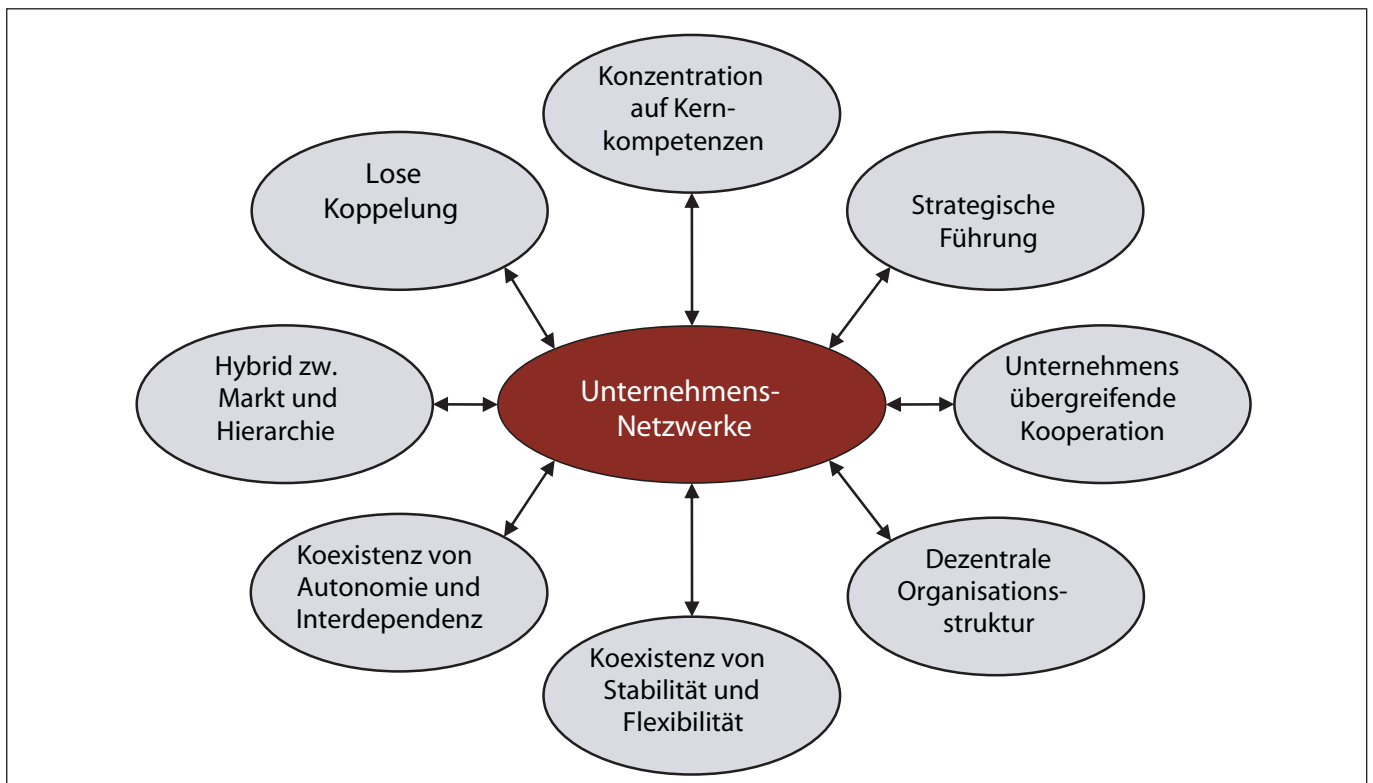 Konzentration
auf Kern-
kompetenzen
Lose
Koppelung
Strategische
Führung
Hybrid zw.
Markt und
Hierarchie
Unternehmens-
Netzwerke
Unternehmens
übergreifende
Kooperation
Koexistenz von
Autonomie und
Interdependenz
Dezentrale
Organisations-
struktur
Koexistenz von
Stabilität und
Flexibilität